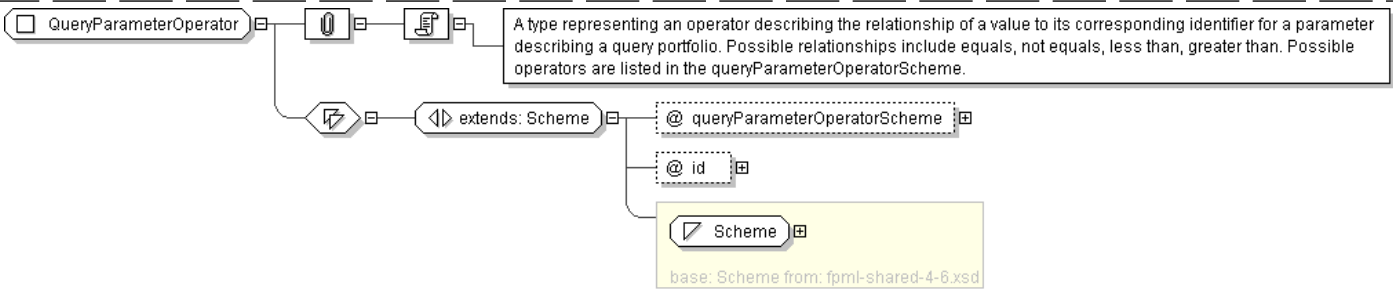 QueryParameterOperator
A type representing an operator describing the relationship of a value to its corresponding identifier for a parameter
describing a query portfolio. Possible relationships include equals, not equals, less than, greater than. Possible
operators are listed in the queryParameterOperatorScheme.
extends: Scheme
@ queryParameterOperatorScheme
@ id
Scheme
base: Scheme from: fpml-shared-4-6.xsd